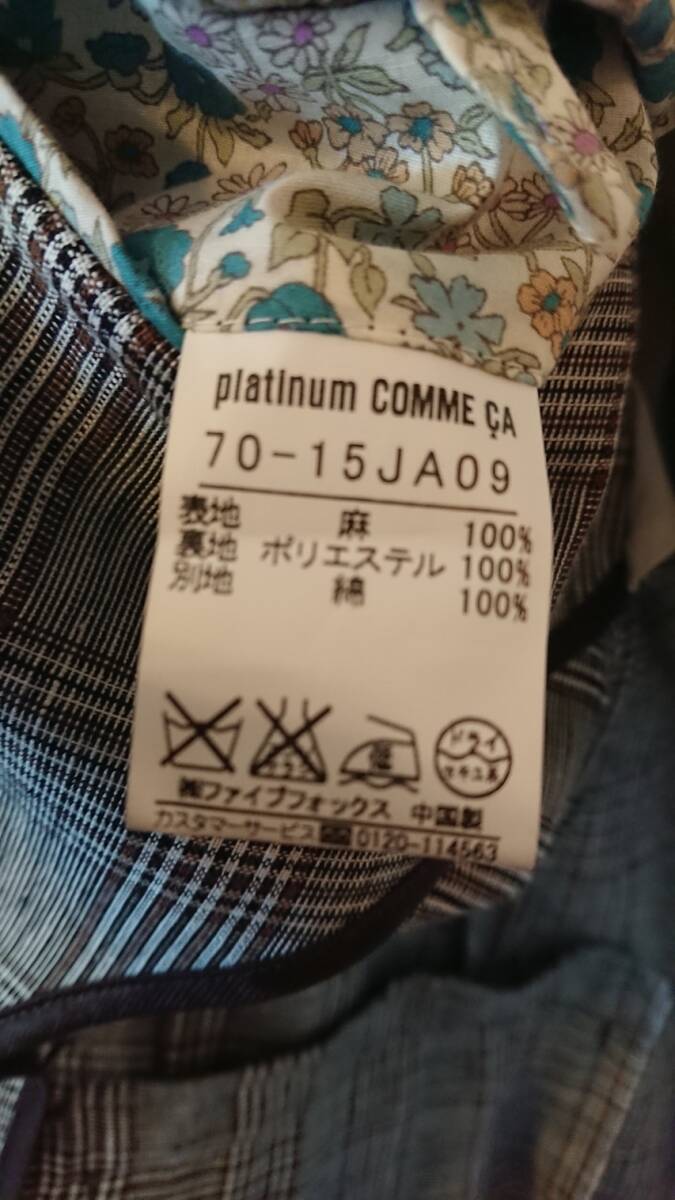 platinum COMME ÇA
70-15JA09
表地 麻 100%
裏地 ポリエステル 100%
別地 綿 100%
ドライ
セキユ系
㈱ファイブフォックス 中国製
カスタマーサービス 0120-114563